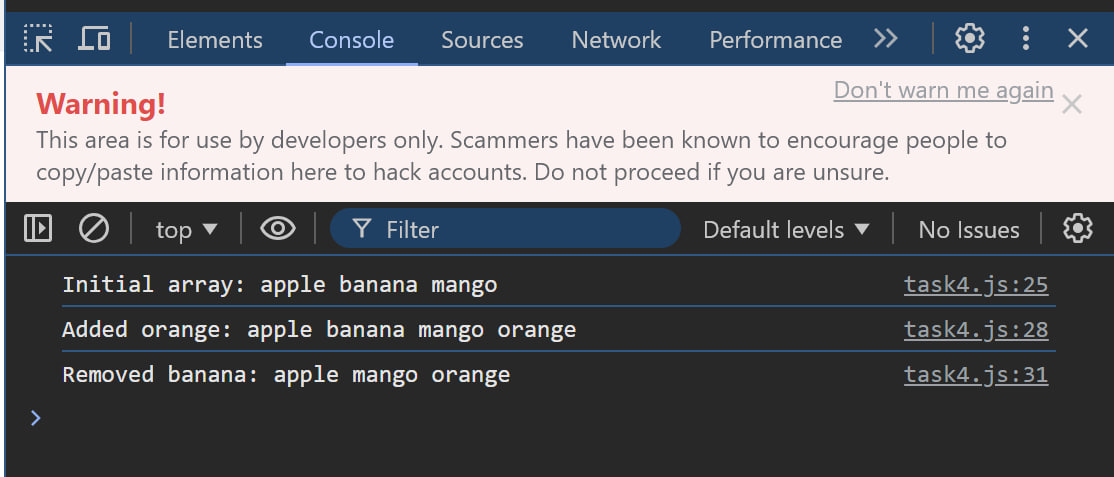 Elements Console Sources Network Performance
Don't warn me again
Warning!
This area is for use by developers only. Scammers have been known to encourage people to
copy/paste information here to hack accounts. Do not proceed if you are unsure.
top Filter Default levels No Issues
Initial array: apple banana mango task4.js:25
Added orange: apple banana mango orange task4.js:28
Removed banana: apple mango orange task4.js:31